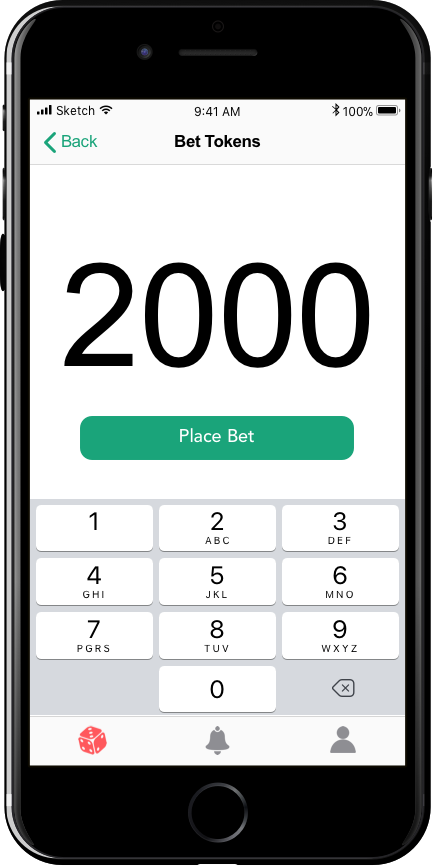 Sketch 9:41 AM 100%
Back Bet Tokens
2000
Place Bet
1 2 3
ABC DEF
4 5 6
GHI JKL MNO
7 8 9
PGRS TUV WXYZ
0